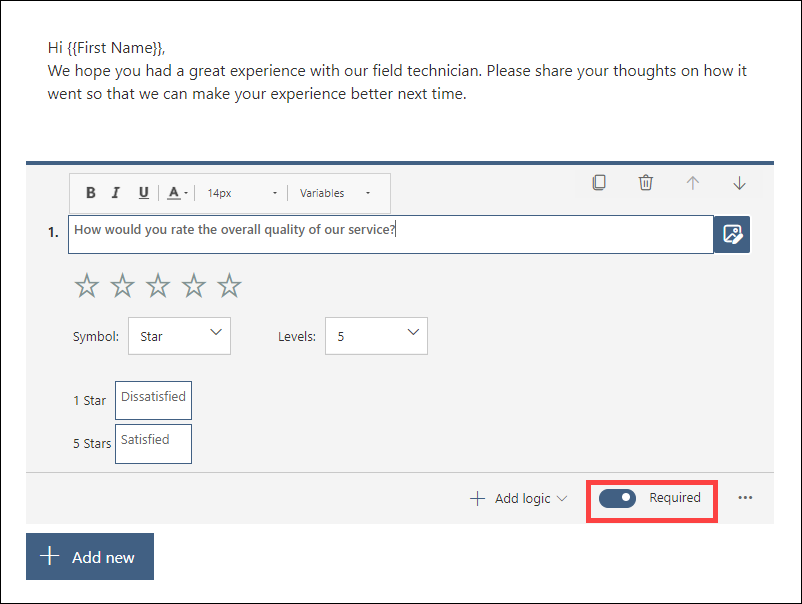 Hi {{First Name}},
We hope you had a great experience with our field technician. Please share your thoughts on how it
went so that we can make your experience better next time.
B I U A 14px Variables
1. How would you rate the overall quality of our service?
Symbol: Star Levels: 5
1 Star Dissatisfied
5 Stars Satisfied
Add logic Required
Add new